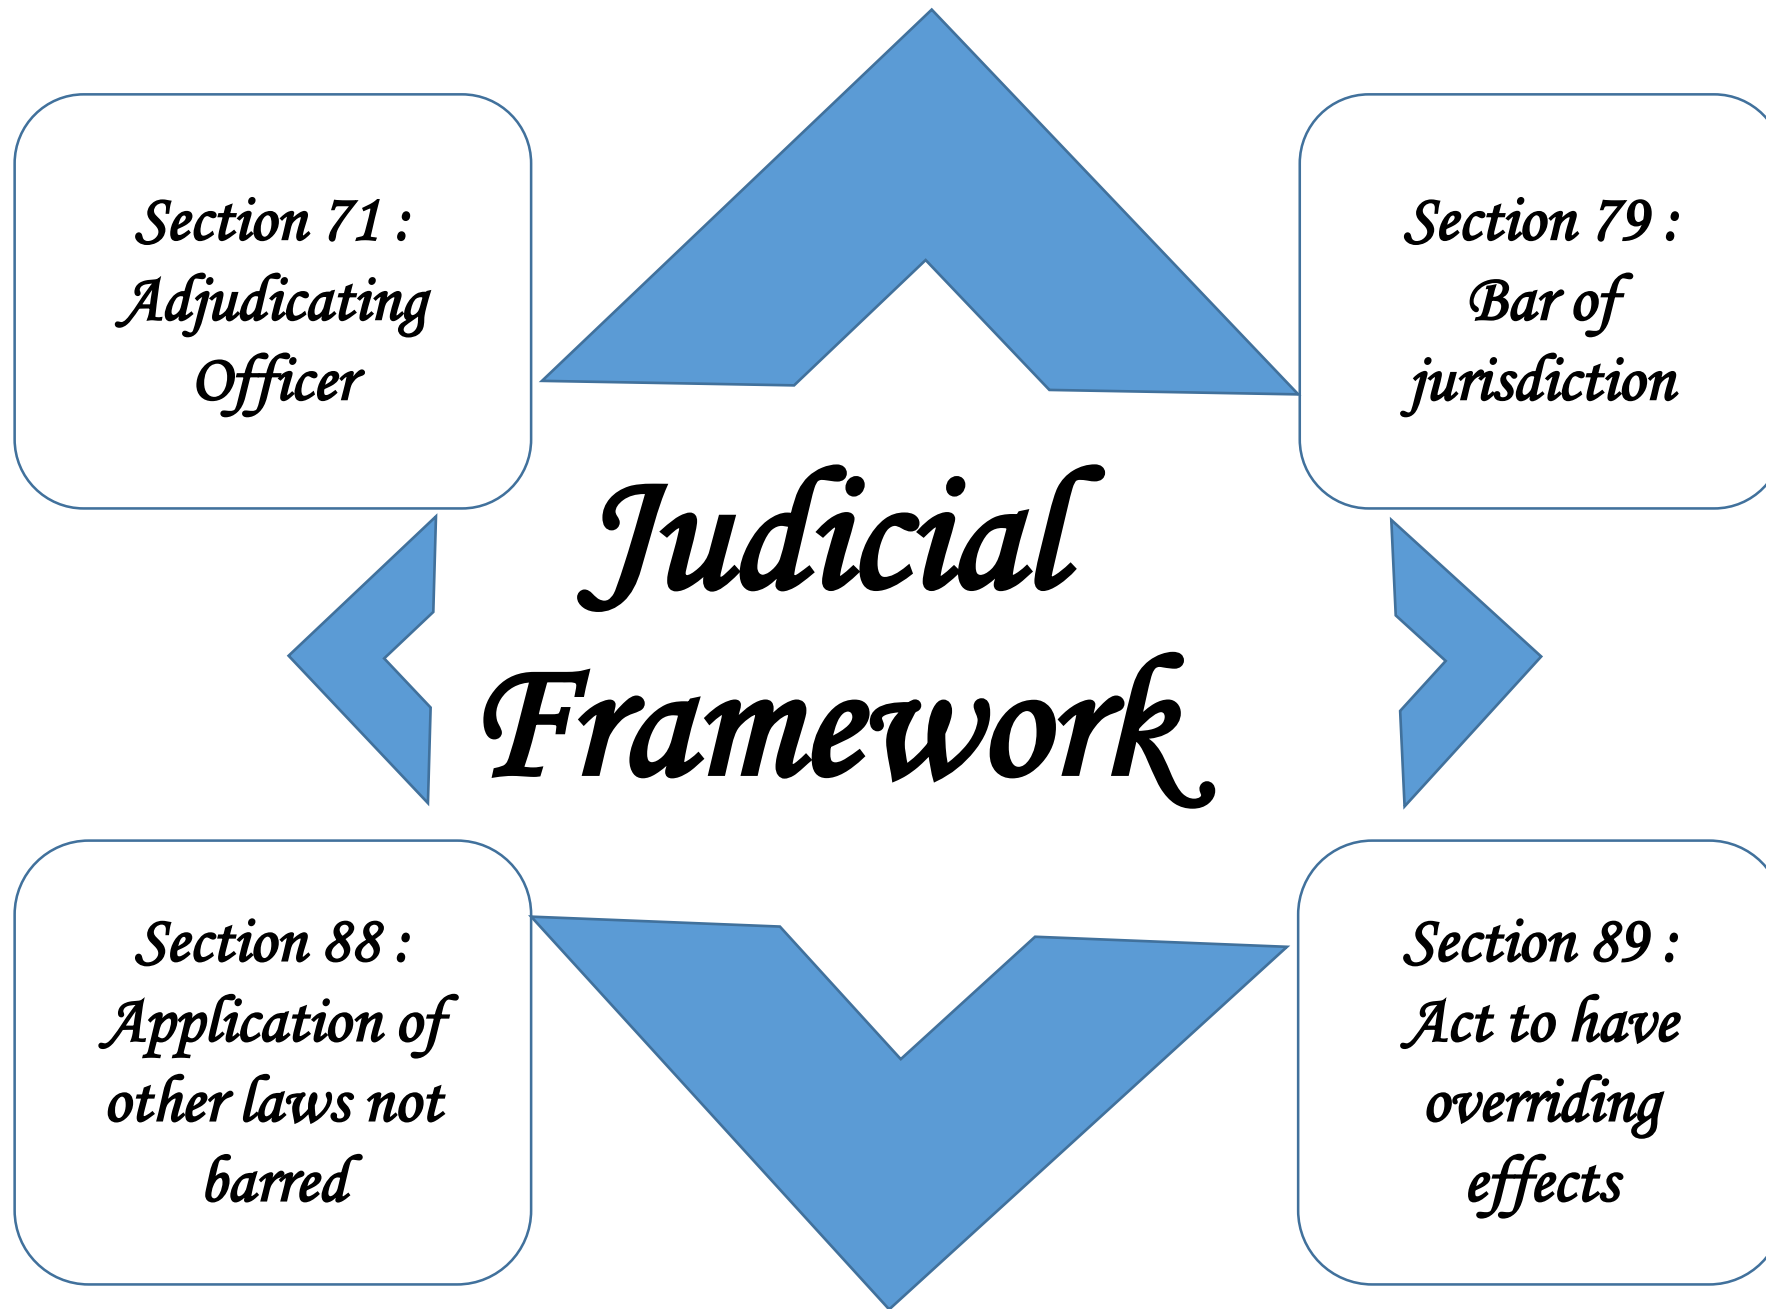 Section 71 :
Adjudicating
Officer
Section 79 :
Bar of
jurisdiction
Judicial
Framework
Section 88 :
Application of
other laws not
barred
Section 89 :
Act to have
overriding
effects